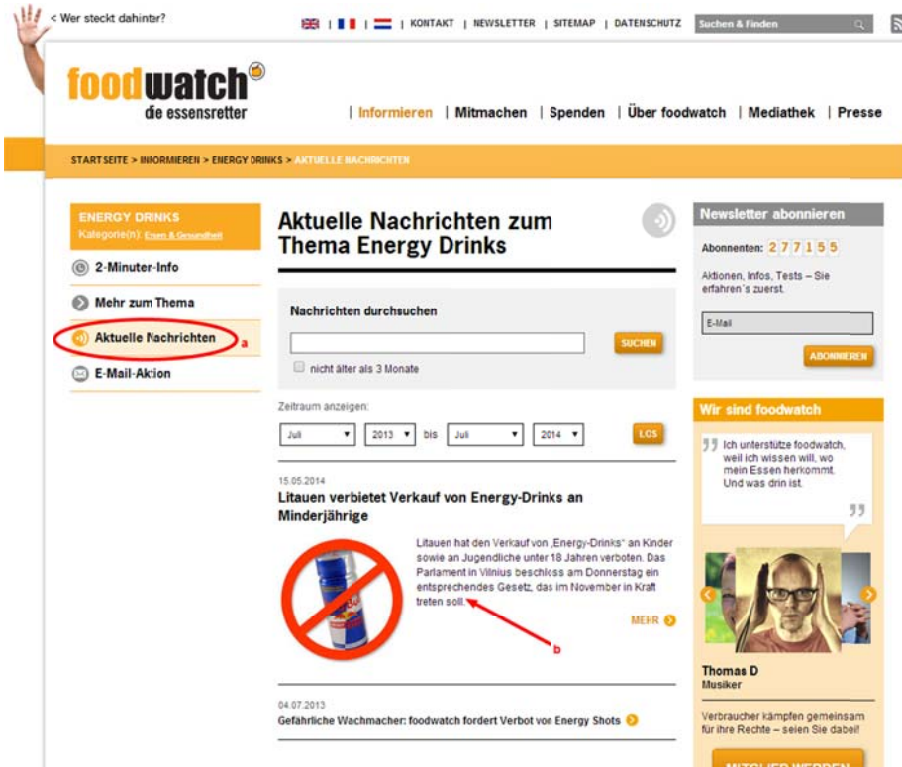 < Wer steckt dahinter?
| | | KONTAKT | NEWSLETTER | SITEMAP | DATENSCHUTZ
Suchen & Finden
foodwatch®
die essensretter
| Informieren | Mitmachen | Spenden | Über foodwatch | Mediathek | Presse
STARTSEITE > INFORMIEREN > ENERGY DRINKS > AKTUELLE NACHRICHTEN
ENERGY DRINKS
Kategorie(n): Essen & Gesundheit
2-Minuter-Info
Mehr zum Thema
Aktuelle Nachrichten
a
E-Mail-Aktion
Aktuelle Nachrichten zum
Thema Energy Drinks
Nachrichten durchsuchen
SUCHEN
nicht älter als 3 Monate
Zeitraum anzeigen:
Juli 2013 bis Juli 2014 LOS
15.05.2014
Litauen verbietet Verkauf von Energy-Drinks an
Minderjährige
Litauen hat den Verkauf von „Energy-Drinks“ an Kinder
sowie an Jugendliche unter 18 Jahren verboten. Das
Parlament in Vilnius beschloss am Donnerstag ein
entsprechendes Gesetz, das im November in Kraft
treten soll.
MEHR
b
04.07.2013
Gefährliche Wachmacher: foodwatch fordert Verbot von Energy Shots
Newsletter abonnieren
Abonnenten: 277155
Aktionen, Infos, Tests – Sie
erfahren´s zuerst.
E-Mail
ABONNIEREN
Wir sind foodwatch
Ich unterstütze foodwatch,
weil ich wissen will, wo
mein Essen herkommt.
Und was drin ist.
Thomas D
Musiker
Verbraucher kämpfen gemeinsam
für ihre Rechte – seien Sie dabei!
MITGLIED WERDEN